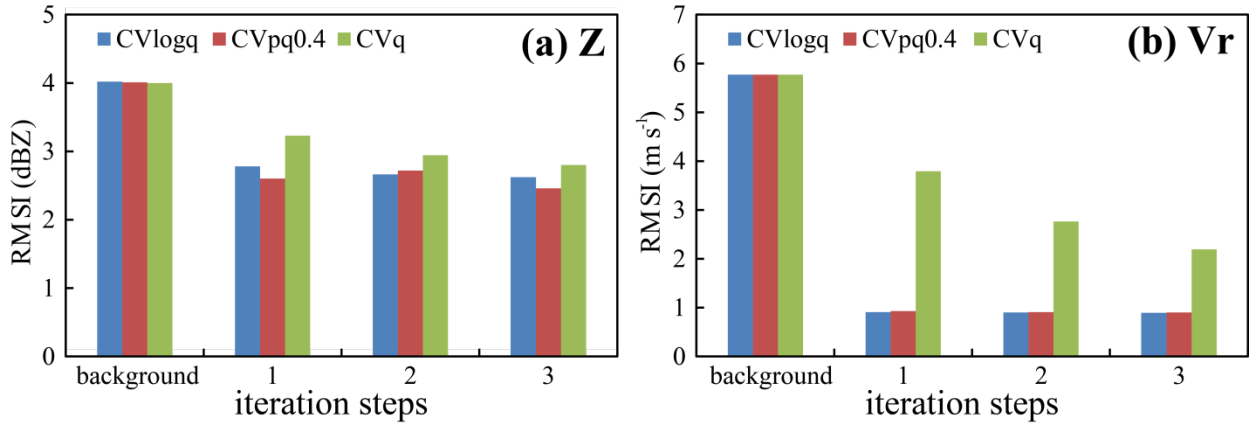 (a) Z
CVlogq CVpq0.4 CVq
RMSI (dBZ)
5
4
3
2
1
0
background 1 2 3
iteration steps
(b) Vr
CVlogq CVpq0.4 CVq
RMSI (m s⁻¹)
7
6
5
4
3
2
1
0
background 1 2 3
iteration steps